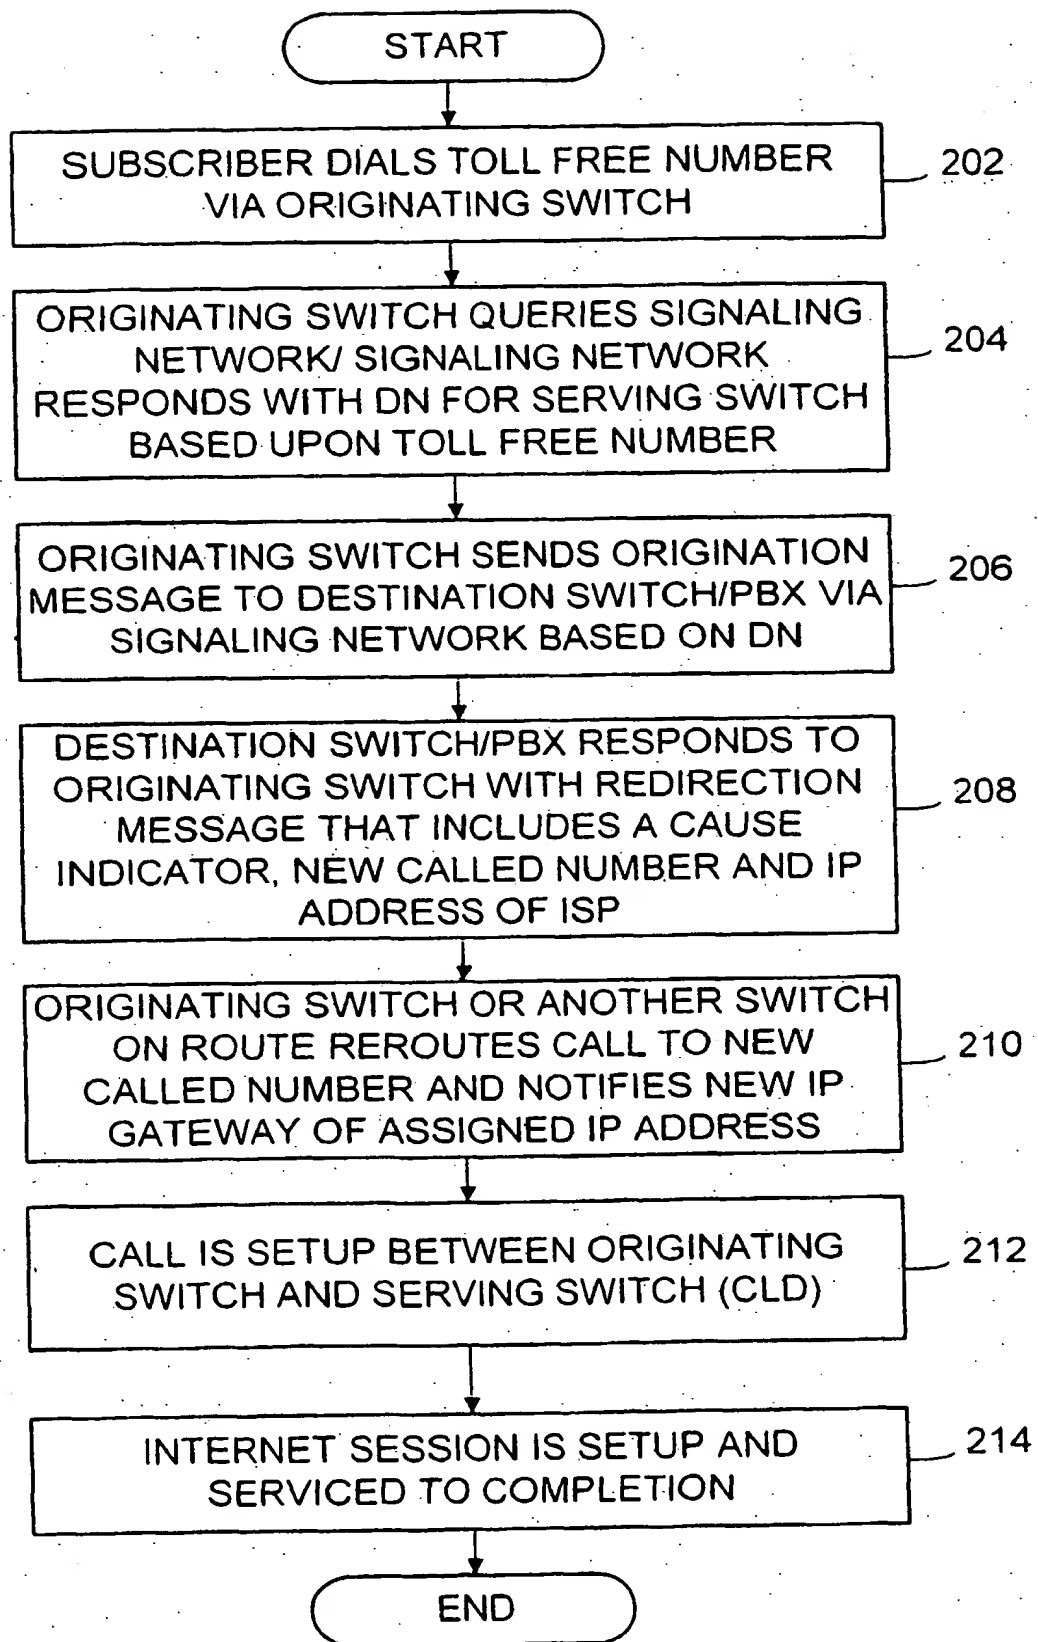 START
SUBSCRIBER DIALS TOLL FREE NUMBER
VIA ORIGINATING SWITCH
202
ORIGINATING SWITCH QUERIES SIGNALING
NETWORK/ SIGNALING NETWORK
RESPONDS WITH DN FOR SERVING SWITCH
BASED UPON TOLL FREE NUMBER
204
ORIGINATING SWITCH SENDS ORIGINATION
MESSAGE TO DESTINATION SWITCH/PBX VIA
SIGNALING NETWORK BASED ON DN
206
DESTINATION SWITCH/PBX RESPONDS TO
ORIGINATING SWITCH WITH REDIRECTION
MESSAGE THAT INCLUDES A CAUSE
INDICATOR, NEW CALLED NUMBER AND IP
ADDRESS OF ISP
208
ORIGINATING SWITCH OR ANOTHER SWITCH
ON ROUTE REROUTES CALL TO NEW
CALLED NUMBER AND NOTIFIES NEW IP
GATEWAY OF ASSIGNED IP ADDRESS
210
CALL IS SETUP BETWEEN ORIGINATING
SWITCH AND SERVING SWITCH (CLD)
212
INTERNET SESSION IS SETUP AND
SERVICED TO COMPLETION
214
END